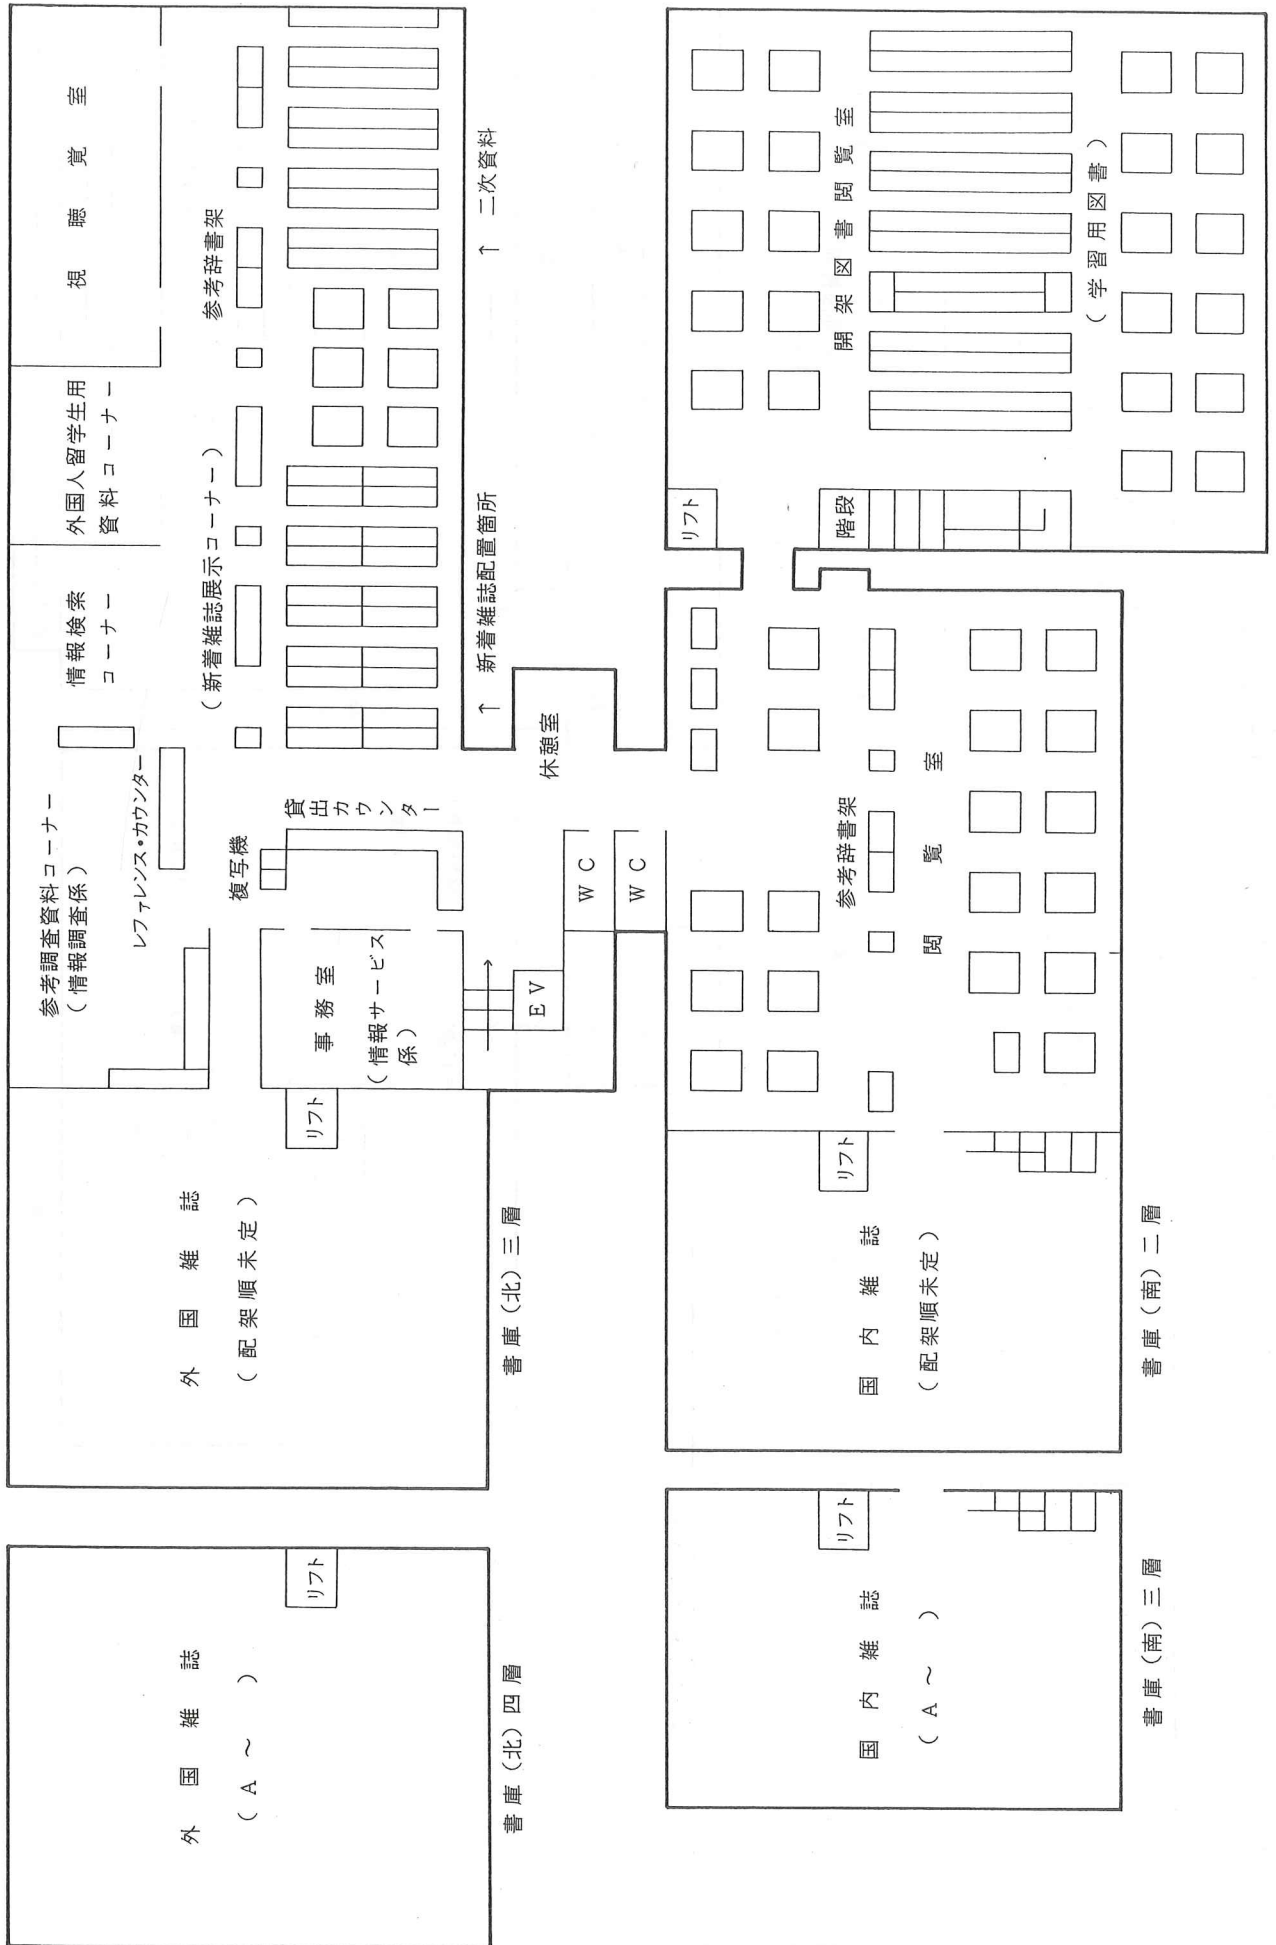 視聴覚室
外国人留学生用
資料コーナー
情報検索
コーナー
参考調査資料コーナー
(情報調査係)
レファレンス・カウンター
参考辞書架
(新着雑誌展示コーナー)
複写機
貸出カウンター
事務室
(情報サービス
係)
リフト
↑ 二次資料
↑ 新着雑誌配置箇所
休憩室
WC
WC
EV
外国雑誌
(配架順未定)
書庫(北)三層
外国雑誌
(A~ )
リフト
書庫(北)四層
開架図書閲覧室
(学習用図書)
リフト
階段
参考辞書架
閲覧室
リフト
国内雑誌
(配架順未定)
書庫(南)二層
リフト
国内雑誌
(A~ )
書庫(南)三層